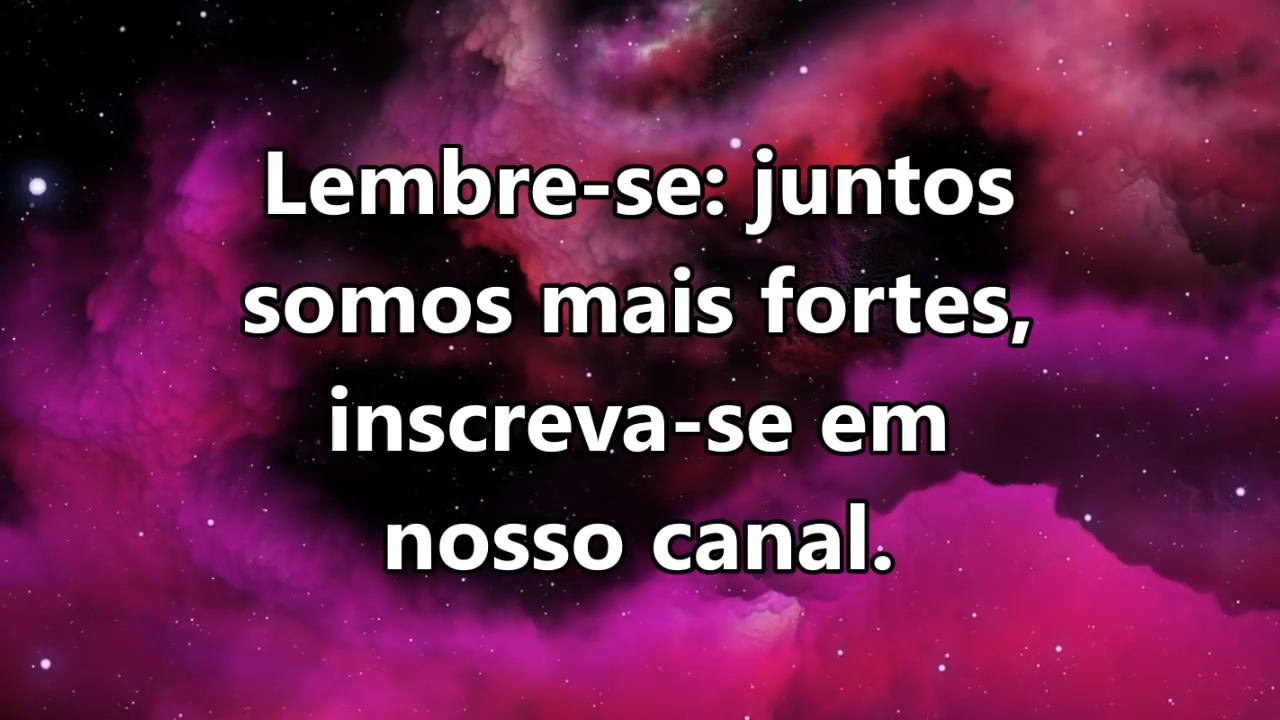 Lembre-se: juntos
somos mais fortes,
inscreva-se em
nosso canal.